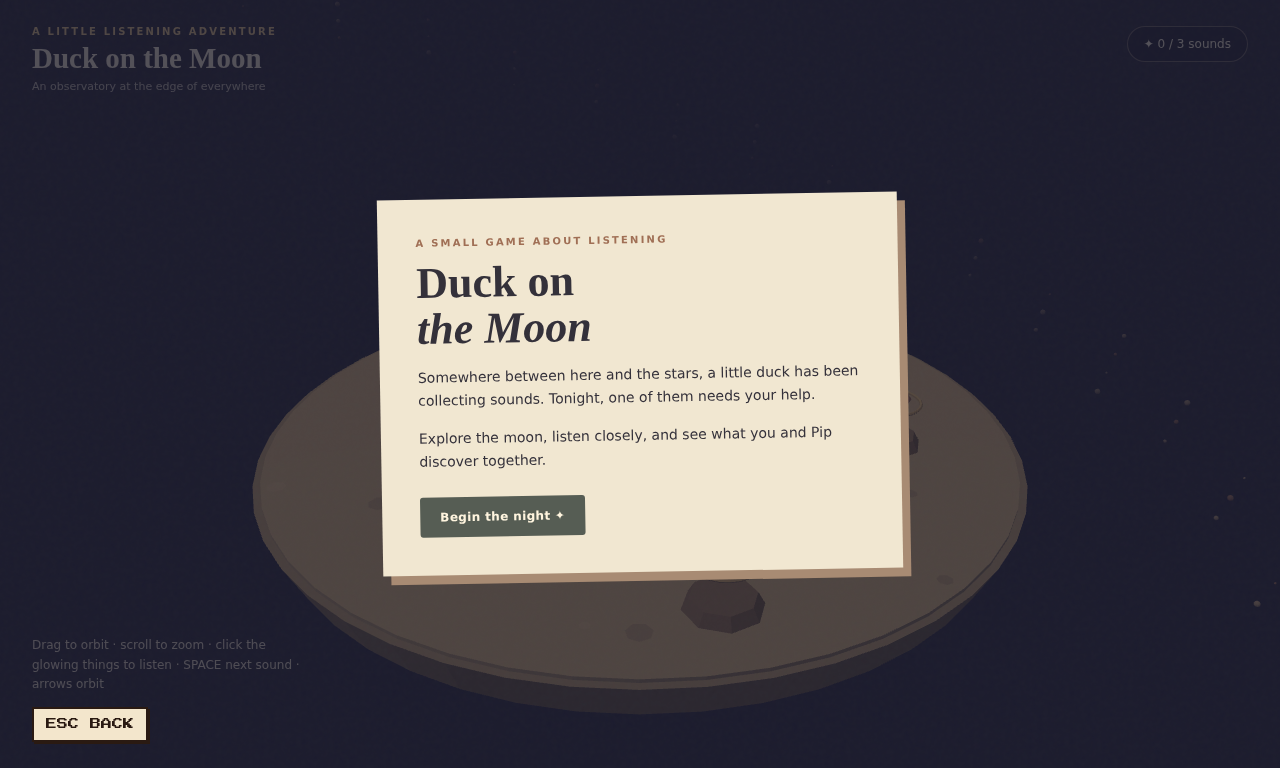 A LITTLE LISTENING ADVENTURE
Duck on the Moon
An observatory at the edge of everywhere
✦ 0 / 3 sounds
A SMALL GAME ABOUT LISTENING
Duck on
the Moon
Somewhere between here and the stars, a little duck has been
collecting sounds. Tonight, one of them needs your help.
Explore the moon, listen closely, and see what you and Pip
discover together.
Begin the night ✦
Drag to orbit · scroll to zoom · click the
glowing things to listen · SPACE next sound ·
arrows orbit
ESC BACK